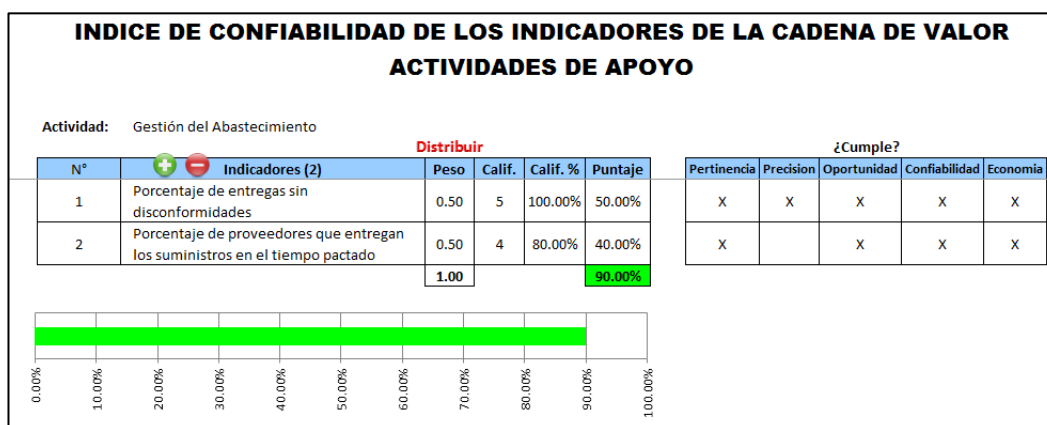 INDICE DE CONFIABILIDAD DE LOS INDICADORES DE LA CADENA DE VALOR
ACTIVIDADES DE APOYO
Actividad: Gestión del Abastecimiento
Distribuir ¿Cumple?
N° Indicadores (2) Peso Calif. Calif. % Puntaje Pertinencia Precision Oportunidad Confiabilidad Economia
1 Porcentaje de entregas sin disconformidades 0.50 5 100.00% 50.00% X X X X X
2 Porcentaje de proveedores que entregan los suministros en el tiempo pactado 0.50 4 80.00% 40.00% X X X X
1.00 90.00%
0.00% 10.00% 20.00% 30.00% 40.00% 50.00% 60.00% 70.00% 80.00% 90.00% 100.00%